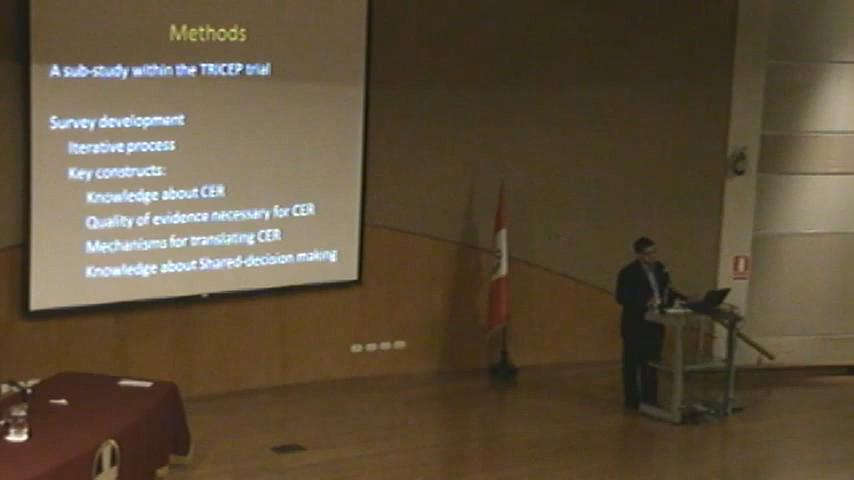 Methods
A sub-study within the TRICEP trial
Survey development
Iterative process
Key constructs:
Knowledge about CER
Quality of evidence necessary for CER
Mechanisms for translating CER
Knowledge about Shared-decision making